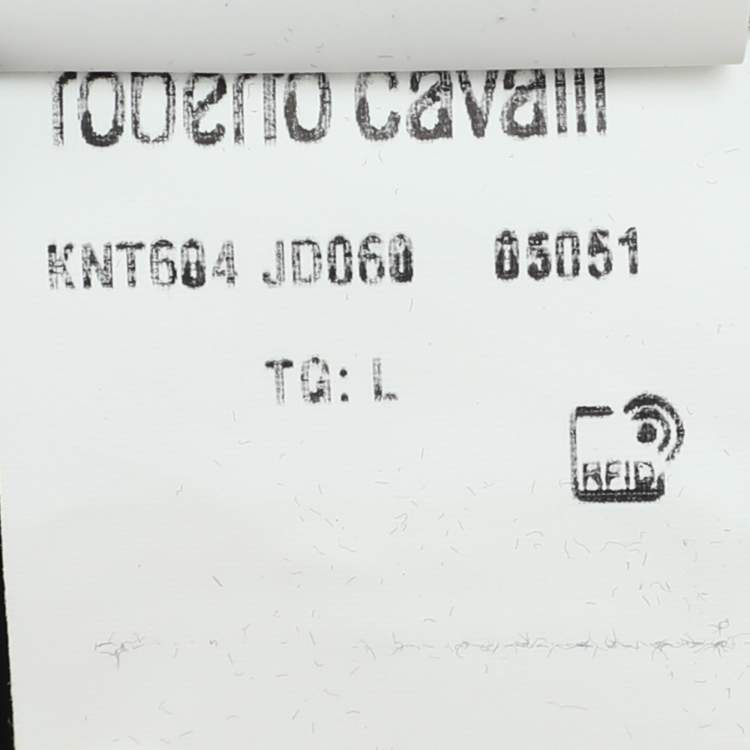 roberto cavalli
KNT604 JD060 05051
TG: L
RFID